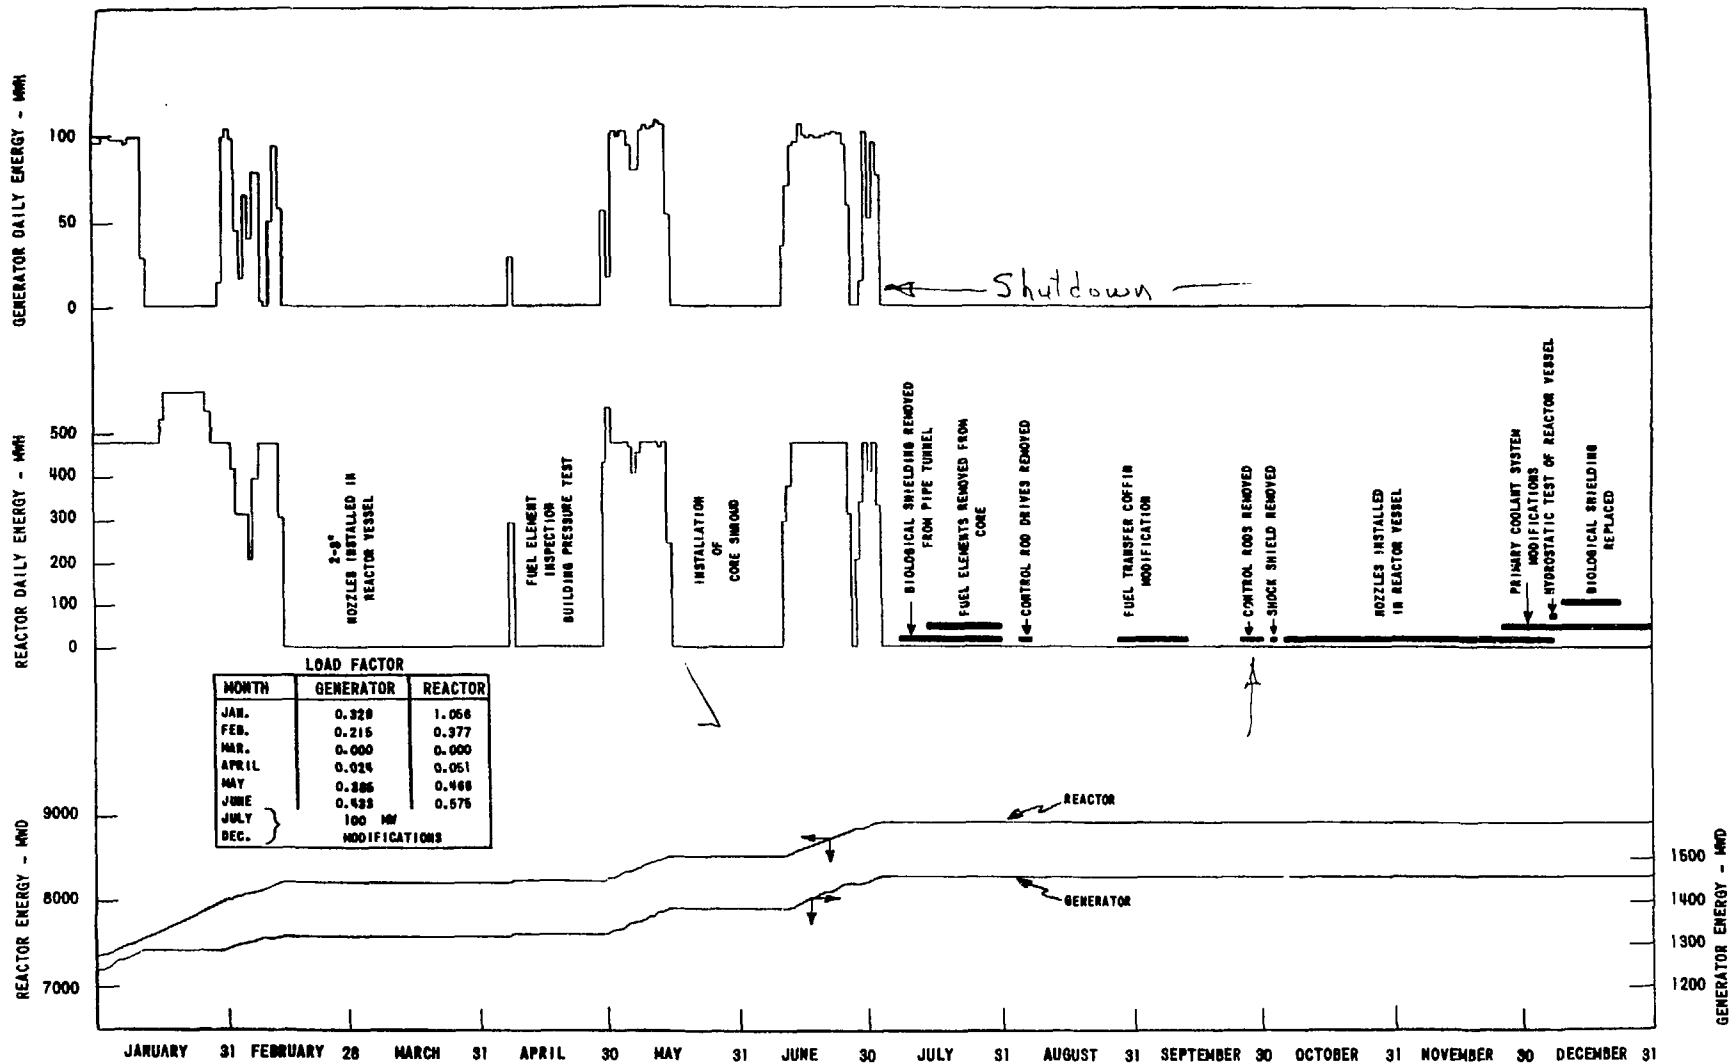 GENERATOR DAILY ENERGY - MWH
100
50
0
Shutdown
REACTOR DAILY ENERGY - MWH
500
400
300
200
100
0
2-8"
NOZZLES INSTALLED IN
REACTOR VESSEL
FUEL ELEMENT
INSPECTION
BUILDING PRESSURE TEST
INSTALLATION
OF
CORE SHROUD
BIOLOGICAL SHIELDING REMOVED
FROM PIPE TUNNEL
FUEL ELEMENTS REMOVED FROM
CORE
CONTROL ROD DRIVES REMOVED
FUEL TRANSFER COFFIN
MODIFICATION
CONTROL RODS REMOVED
SHOCK SHIELD REMOVED
NOZZLES INSTALLED
IN REACTOR VESSEL
PRIMARY COOLANT SYSTEM
MODIFICATIONS
HYDROSTATIC TEST OF REACTOR VESSEL
BIOLOGICAL SHIELDING
REPLACED
LOAD FACTOR
MONTH GENERATOR REACTOR
JAN. 1.056
FEB. 0.215 0.377
MAR. 0.000 0.000
APRIL 0.024 0.051
MAY
JUNE 0.433 0.575
JULY
DEC.
100 MW
MODIFICATIONS
REACTOR ENERGY - MWD
9000
8000
7000
REACTOR
GENERATOR
1500
1400
1300
1200
GENERATOR ENERGY - MWD
JANUARY 31 FEBRUARY 28 MARCH 31 APRIL 30 MAY 31 JUNE 30 JULY 31 AUGUST 31 SEPTEMBER 30 OCTOBER 31 NOVEMBER 30 DECEMBER 31